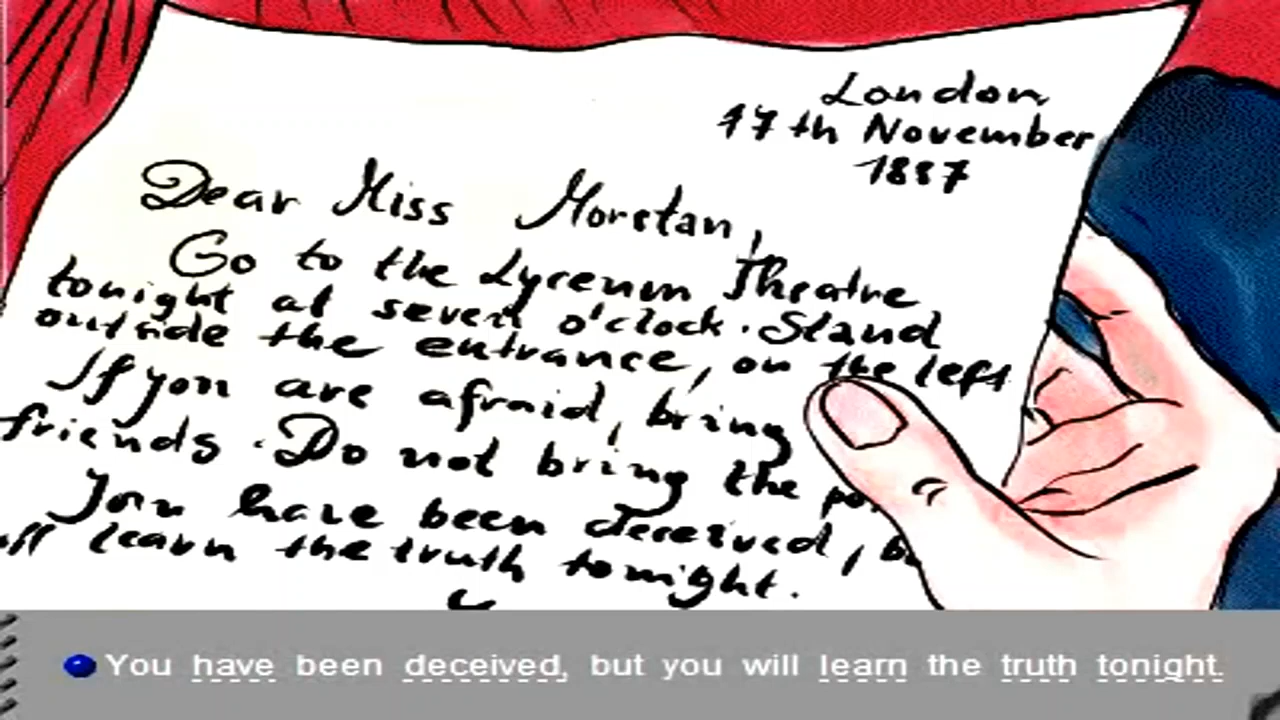 London
17th November
1887
Dear Miss Morstan,
Go to the Lyceum Theatre
tonight at seven o'clock. Stand
outside the entrance, on the left
If you are afraid, bring
friends. Do not bring the
You have been deceived,
learn the truth tonight.
You have been deceived, but you will learn the truth tonight.